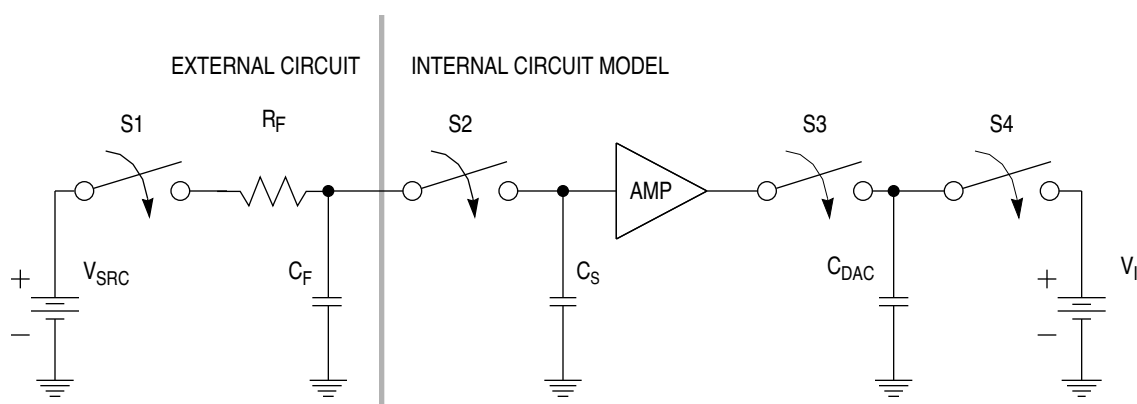 EXTERNAL CIRCUIT
INTERNAL CIRCUIT MODEL
S1
RF
S2
S3
S4
AMP
+
VSRC
−
CF
CS
CDAC
+
VI
−